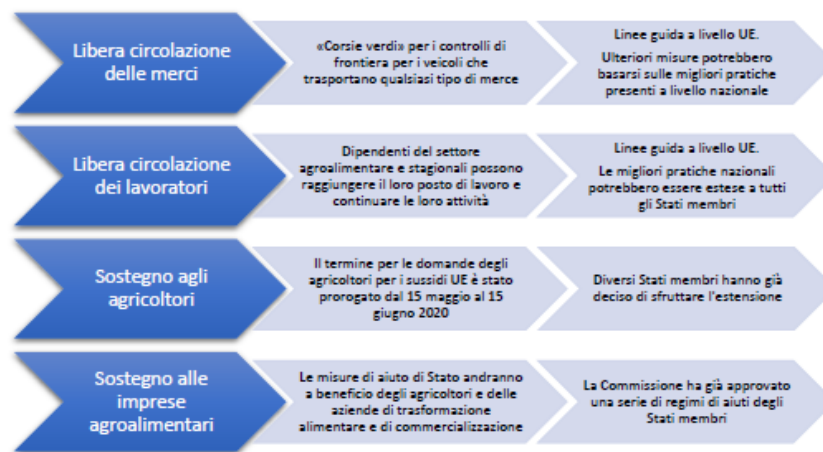 Libera circolazione
delle merci
«Corsie verdi» per i controlli di
frontiera per i veicoli che
trasportano qualsiasi tipo di merce
Linee guida a livello UE.
Ulteriori misure potrebbero
basarsi sulle migliori pratiche
presenti a livello nazionale
Libera circolazione
dei lavoratori
Dipendenti del settore
agroalimentare e stagionali possono
raggiungere il loro posto di lavoro e
continuare le loro attività
Linee guida a livello UE.
Le migliori pratiche nazionali
potrebbero essere estese a tutti
gli Stati membri
Sostegno agli
agricoltori
Il termine per le domande degli
agricoltori per i sussidi UE è stato
prorogato dal 15 maggio al 15
giugno 2020
Diversi Stati membri hanno già
deciso di sfruttare l'estensione
Sostegno alle
imprese
agroalimentari
Le misure di aiuto di Stato andranno
a beneficio degli agricoltori e delle
aziende di trasformazione
alimentare e di commercializzazione
La Commissione ha già approvato
una serie di regimi di aiuti degli
Stati membri